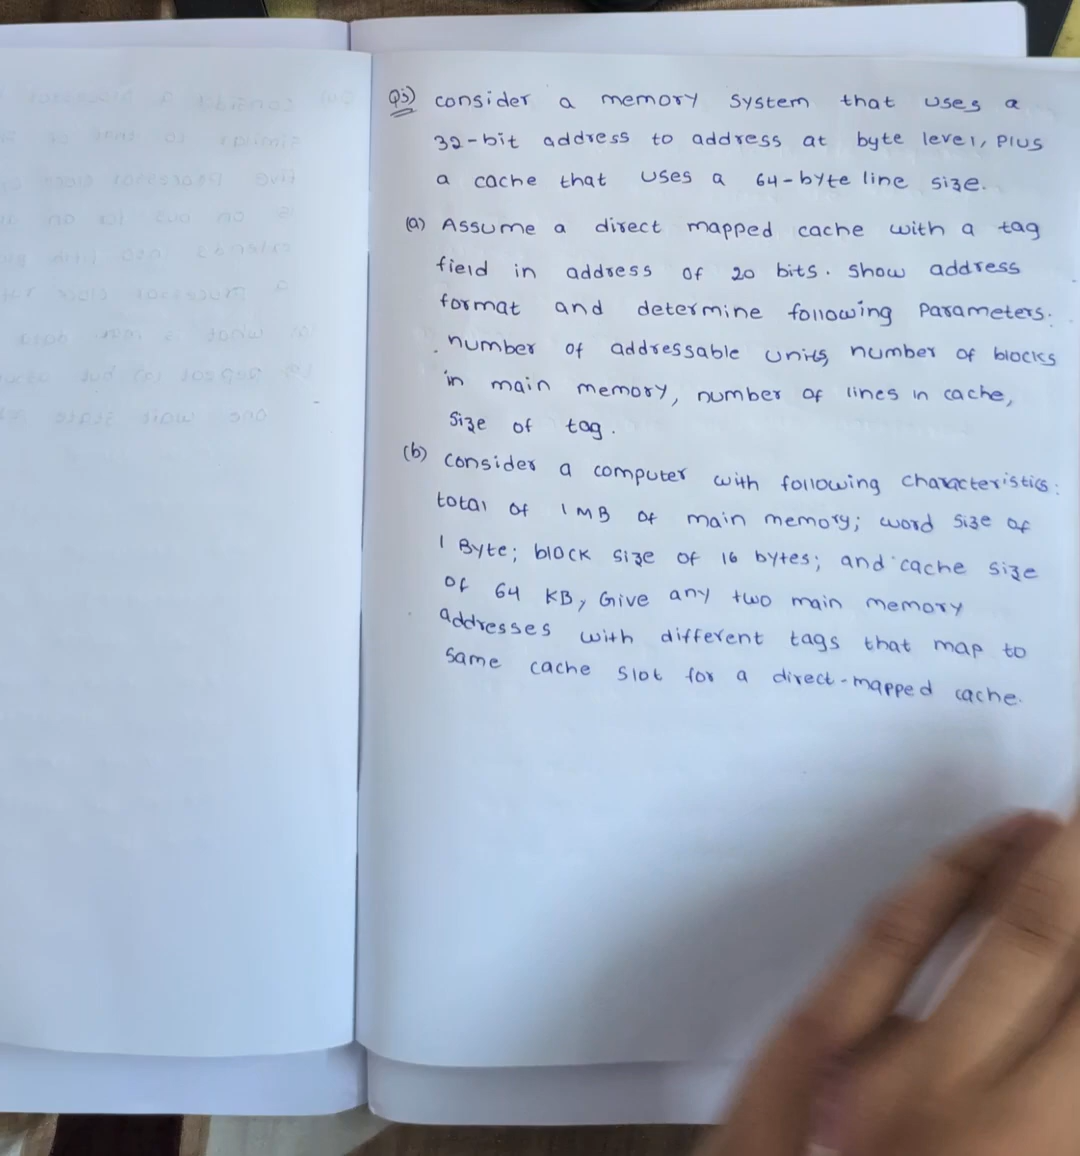 Q5) consider a memory system that uses a
32-bit address to address at byte level, plus
a cache that uses a 64-byte line size.
(a) Assume a direct mapped cache with a tag
field in address of 20 bits. show address
format and determine following parameters.
number of addressable units, number of blocks
in main memory, number of lines in cache,
size of tag.
(b) consider a computer with following characteristics:
total of 1 MB of main memory; word size of
1 Byte; block size of 16 bytes; and cache size
of 64 KB, Give any two main memory
addresses with different tags that map to
same cache slot for a direct-mapped cache.